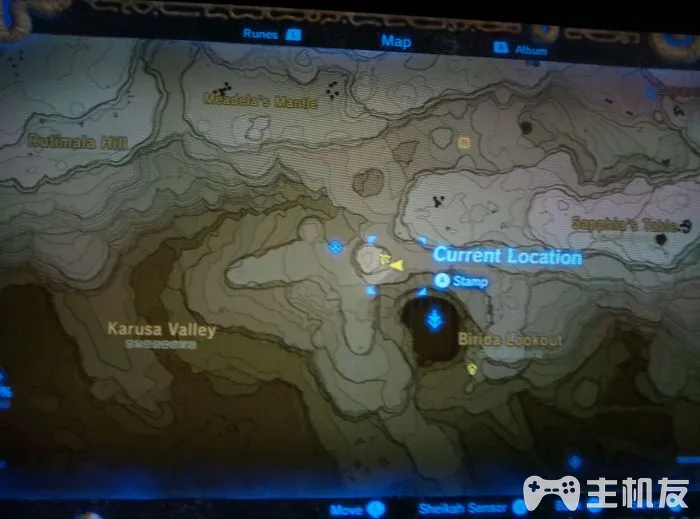 Runes L
Map
R Album
Meadela's Mantle
Rutimala Hill
Sapphia's Table
Current Location
A Stamp
Karusa Valley
Birida Lookout
Move L
Sheikah Sensor
主机友